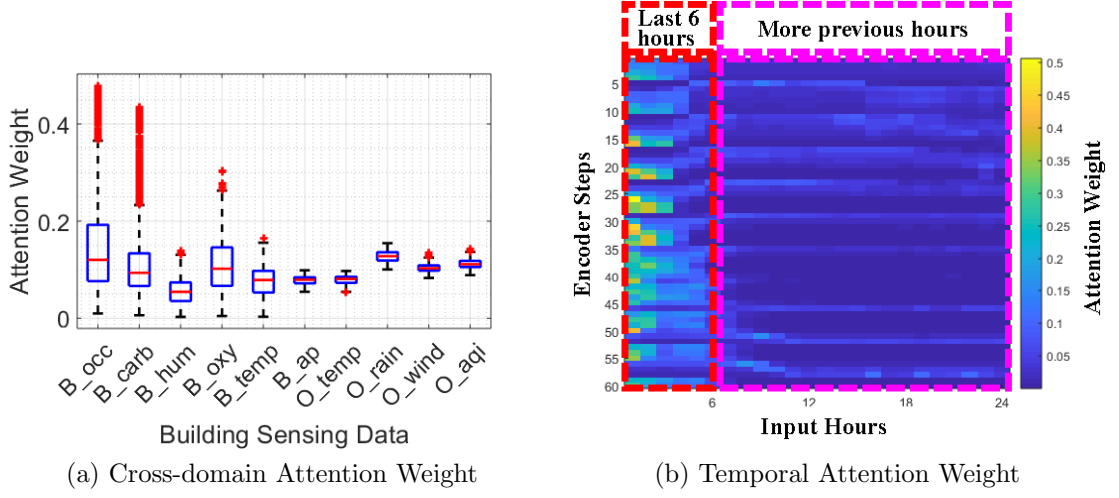 Attention Weight
0.4
0.2
0
B_occ
B_carb
B_hum
B_oxy
B_temp
B_ap
O_temp
O_rain
O_wind
O_aqi
Building Sensing Data
(a) Cross-domain Attention Weight
Last 6
hours
More previous hours
Encoder Steps
5
10
15
20
25
30
35
40
45
50
55
60
6
12
18
24
Input Hours
0.5
0.45
0.4
0.35
0.3
0.25
0.2
0.15
0.1
0.05
Attention Weight
(b) Temporal Attention Weight